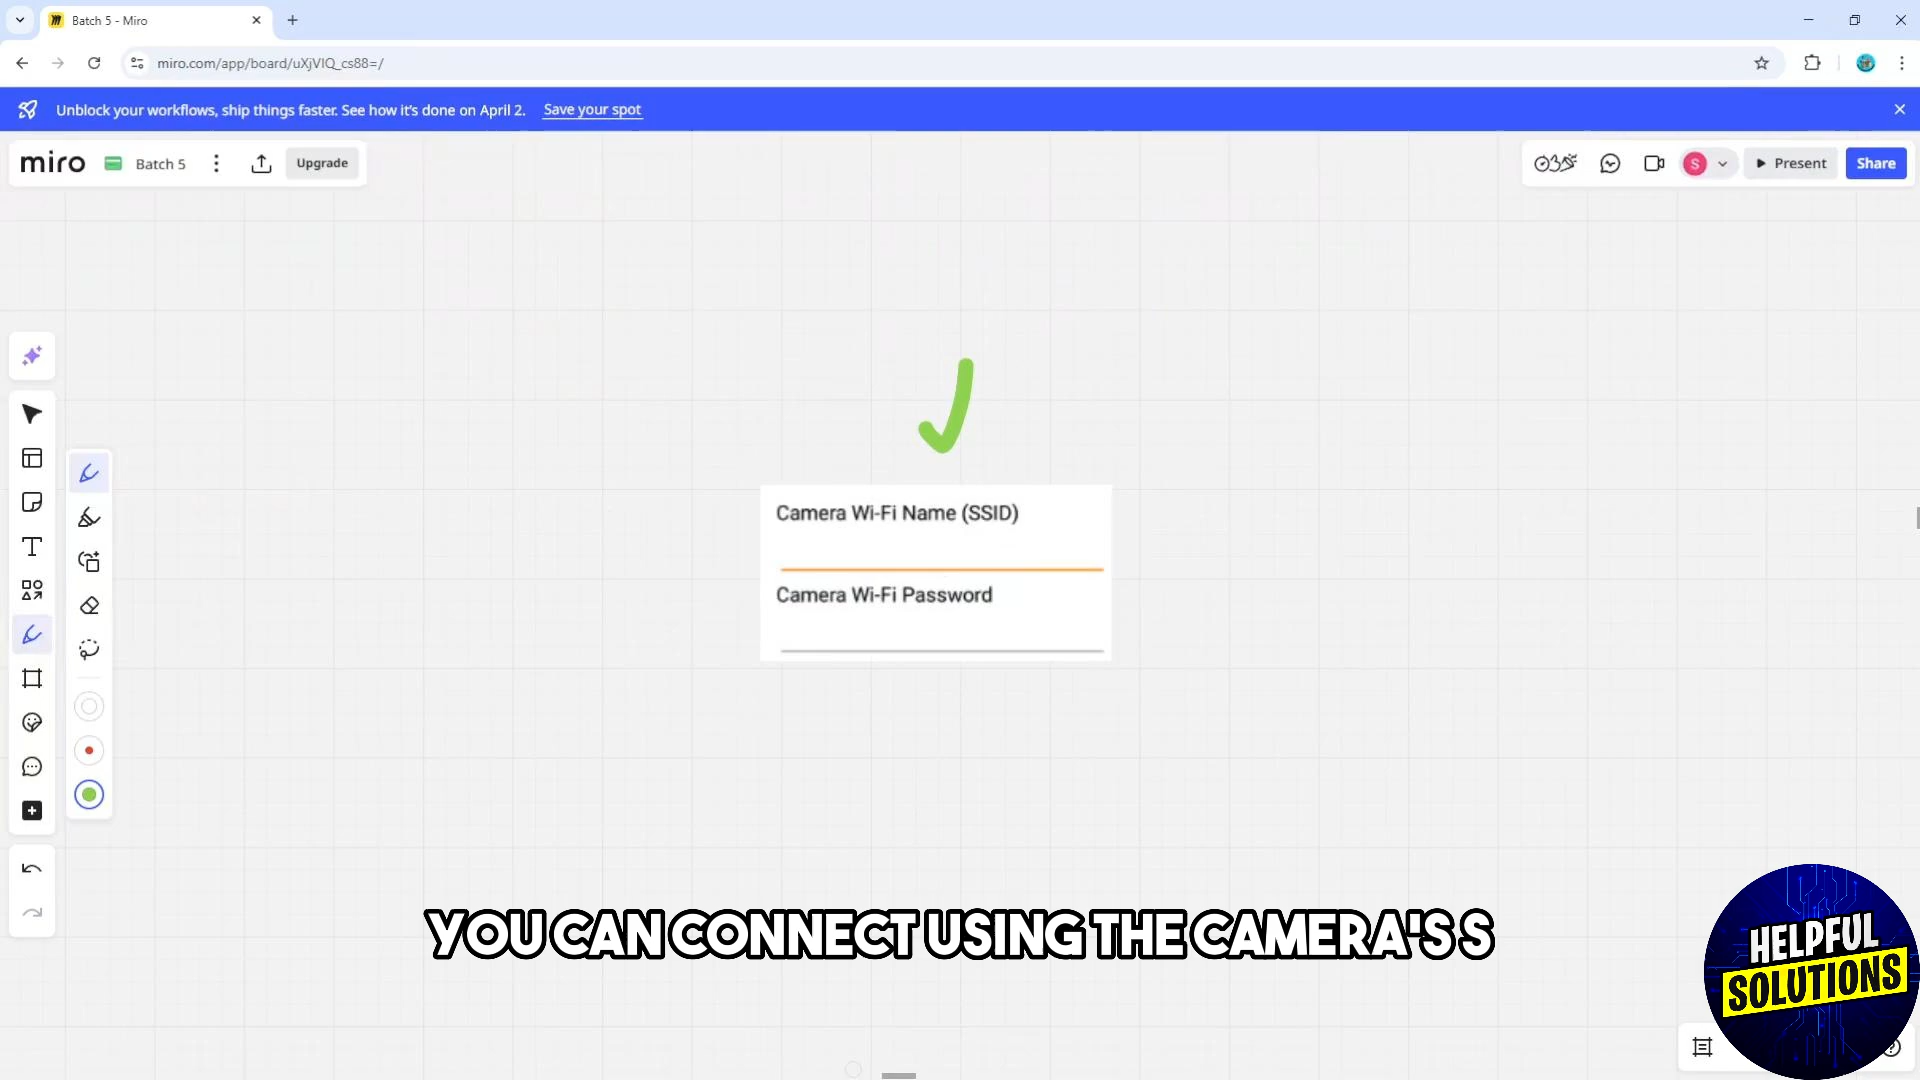 Batch 5 - Miro
miro.com/app/board/uXjVIQ_cs88=/
Unblock your workflows, ship things faster. See how it's done on April 2. Save your spot
miro Batch 5 Upgrade
S Present Share
Camera Wi-Fi Name (SSID)
Camera Wi-Fi Password
YOU CAN CONNECT USING THE CAMERA'S S
HELPFUL
SOLUTIONS